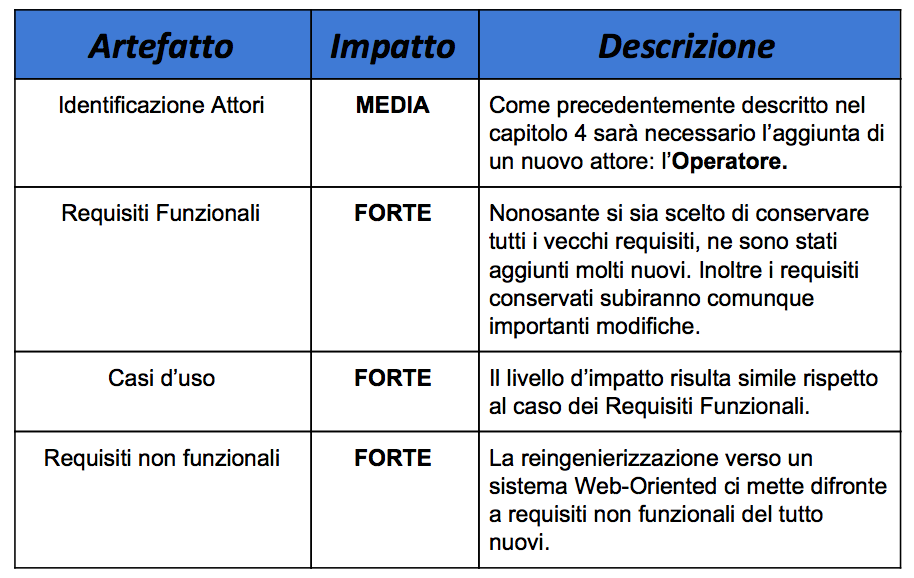 Artefatto Impatto Descrizione
Identificazione Attori MEDIA Come precedentemente descritto nel
capitolo 4 sarà necessario l’aggiunta di
un nuovo attore: l’Operatore.
Requisiti Funzionali FORTE Nonosante si sia scelto di conservare
tutti i vecchi requisiti, ne sono stati
aggiunti molti nuovi. Inoltre i requisiti
conservati subiranno comunque
importanti modifiche.
Casi d’uso FORTE Il livello d’impatto risulta simile rispetto
al caso dei Requisiti Funzionali.
Requisiti non funzionali FORTE La reingenierizzazione verso un
sistema Web-Oriented ci mette difronte
a requisiti non funzionali del tutto
nuovi.